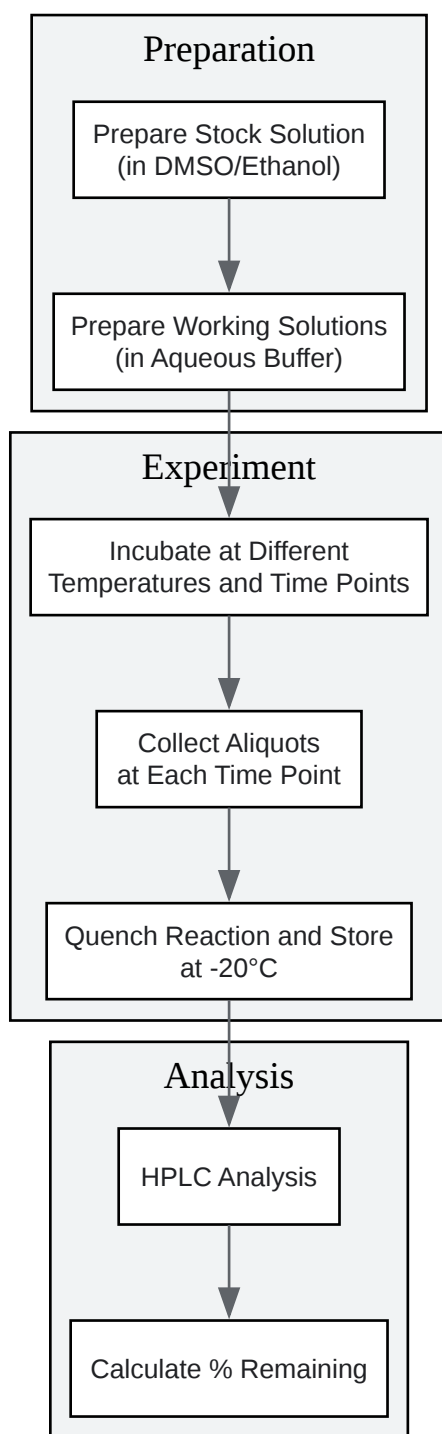 Preparation
Prepare Stock Solution
(in DMSO/Ethanol)
Prepare Working Solutions
(in Aqueous Buffer)
Experiment
Incubate at Different
Temperatures and Time Points
Collect Aliquots
at Each Time Point
Quench Reaction and Store
at -20°C
Analysis
HPLC Analysis
Calculate % Remaining